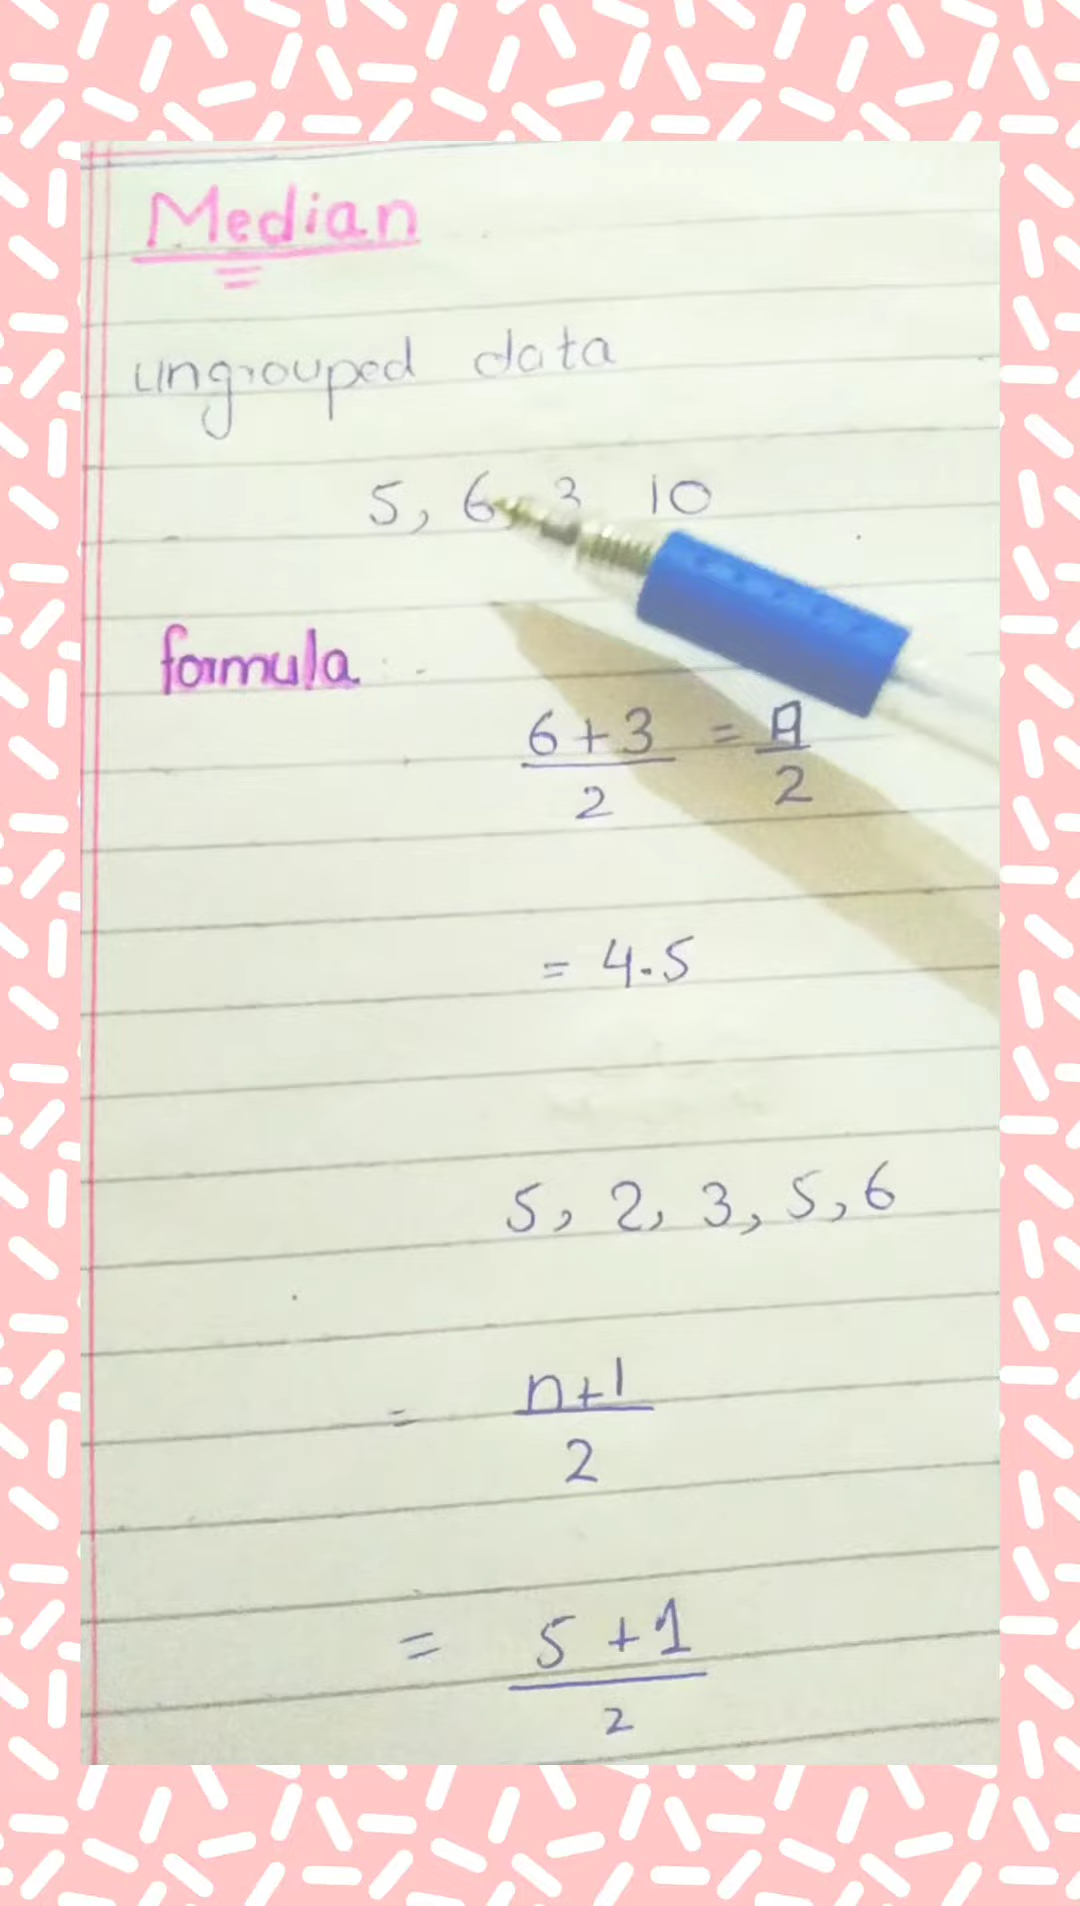 Median
ungrouped data
5, 6, 3 10
formula
6+3 = 9
2 2
= 4.5
5, 2, 3, 5, 6
= n+1
2
= 5+1
2